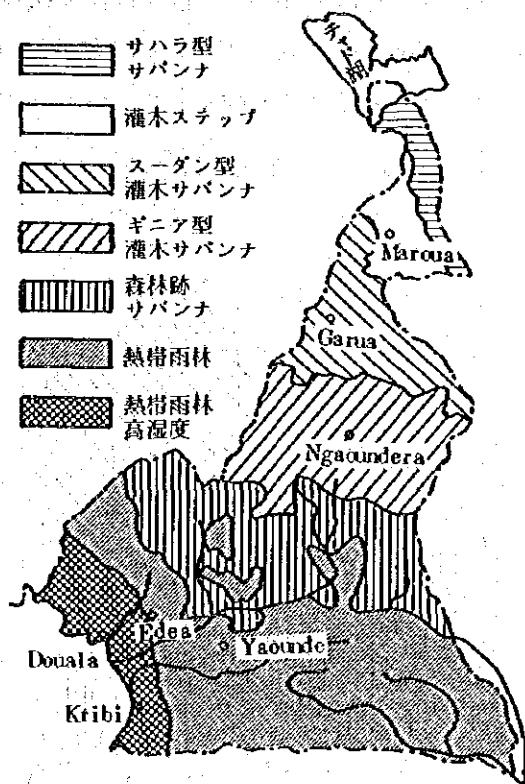 サハラ型
サバンナ
灌木ステップ
スーダン型
灌木サバンナ
ギニア型
灌木サバンナ
森林跡
サバンナ
熱帯雨林
熱帯雨林
高湿度
チャド湖
Maroua
Garua
Ngaoundera
Edea
Yaounde
Douala
Ktibi